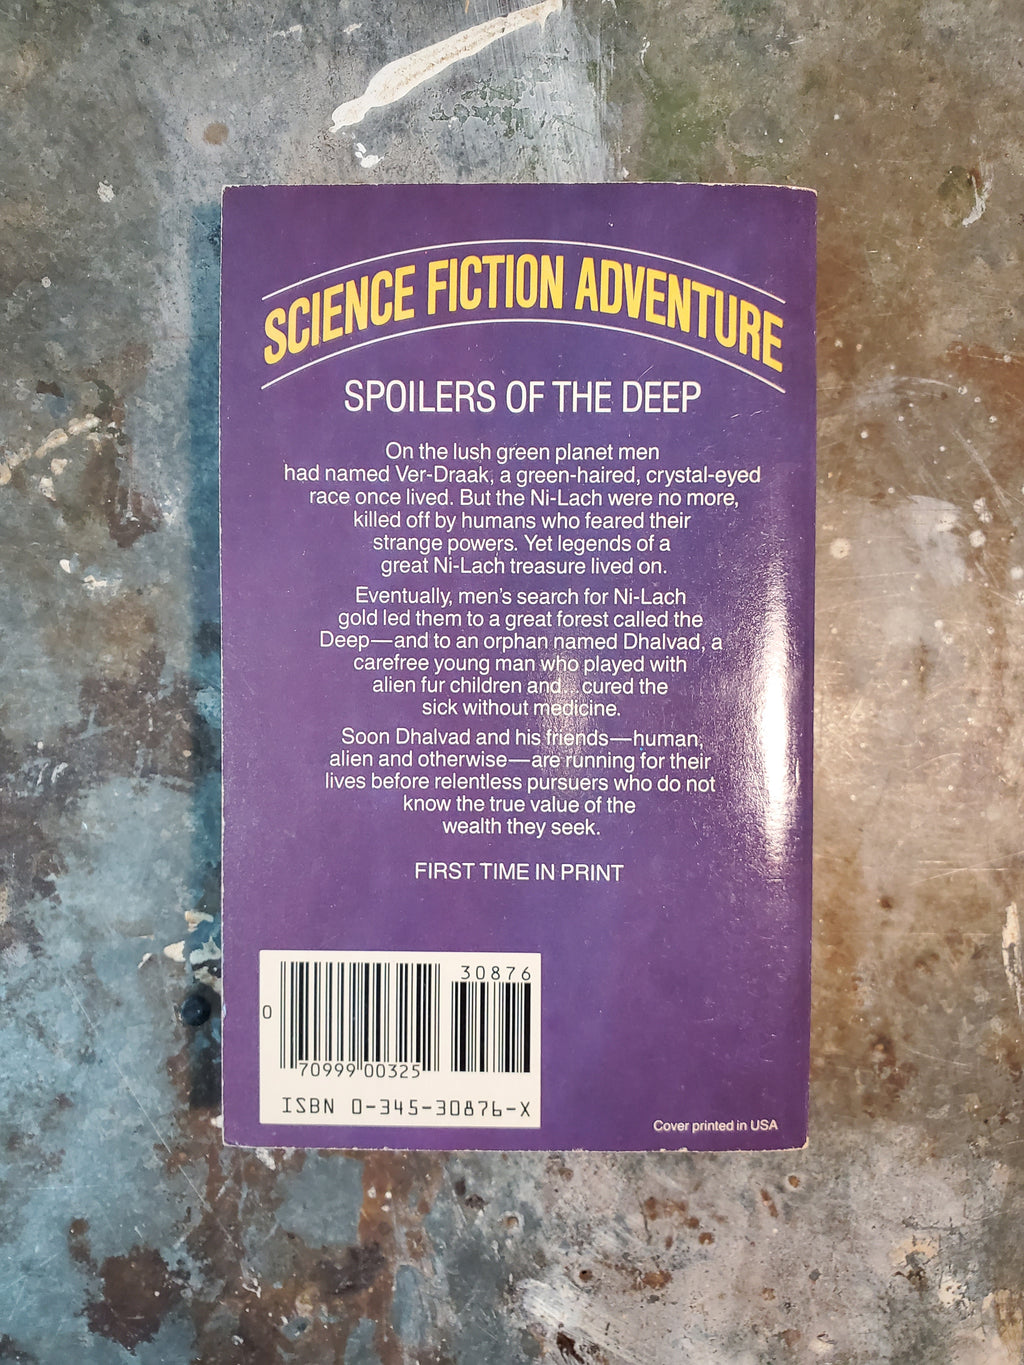 SCIENCE FICTION ADVENTURE
SPOILERS OF THE DEEP
On the lush green planet men
had named Ver-Draak, a green-haired, crystal-eyed
race once lived. But the Ni-Lach were no more,
killed off by humans who feared their
strange powers. Yet legends of a
great Ni-Lach treasure lived on.
Eventually, men's search for Ni-Lach
gold led them to a great forest called the
Deep—and to an orphan named Dhalvad, a
carefree young man who played with
alien fur children and...cured the
sick without medicine.
Soon Dhalvad and his friends—human,
alien and otherwise—are running for their
lives before relentless pursuers who do not
know the true value of the
wealth they seek.
FIRST TIME IN PRINT
30876
0
70999 00325
ISBN 0-345-30876-X
Cover printed in USA